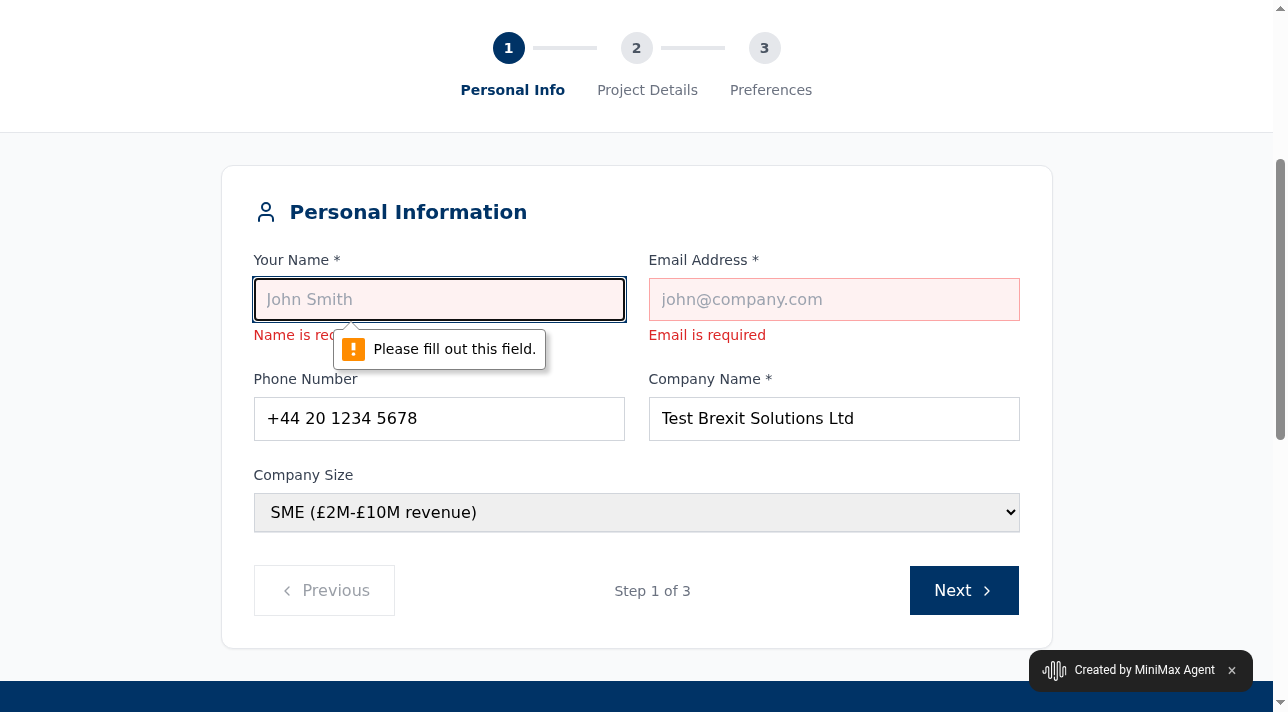 1 2 3
Personal Info Project Details Preferences
Personal Information
Your Name * Email Address *
John Smith john@company.com
Name is Email is required
Please fill out this field.
Phone Number Company Name *
+44 20 1234 5678 Test Brexit Solutions Ltd
Company Size
SME (£2M-£10M revenue)
Previous Step 1 of 3 Next
Created by MiniMax Agent ×